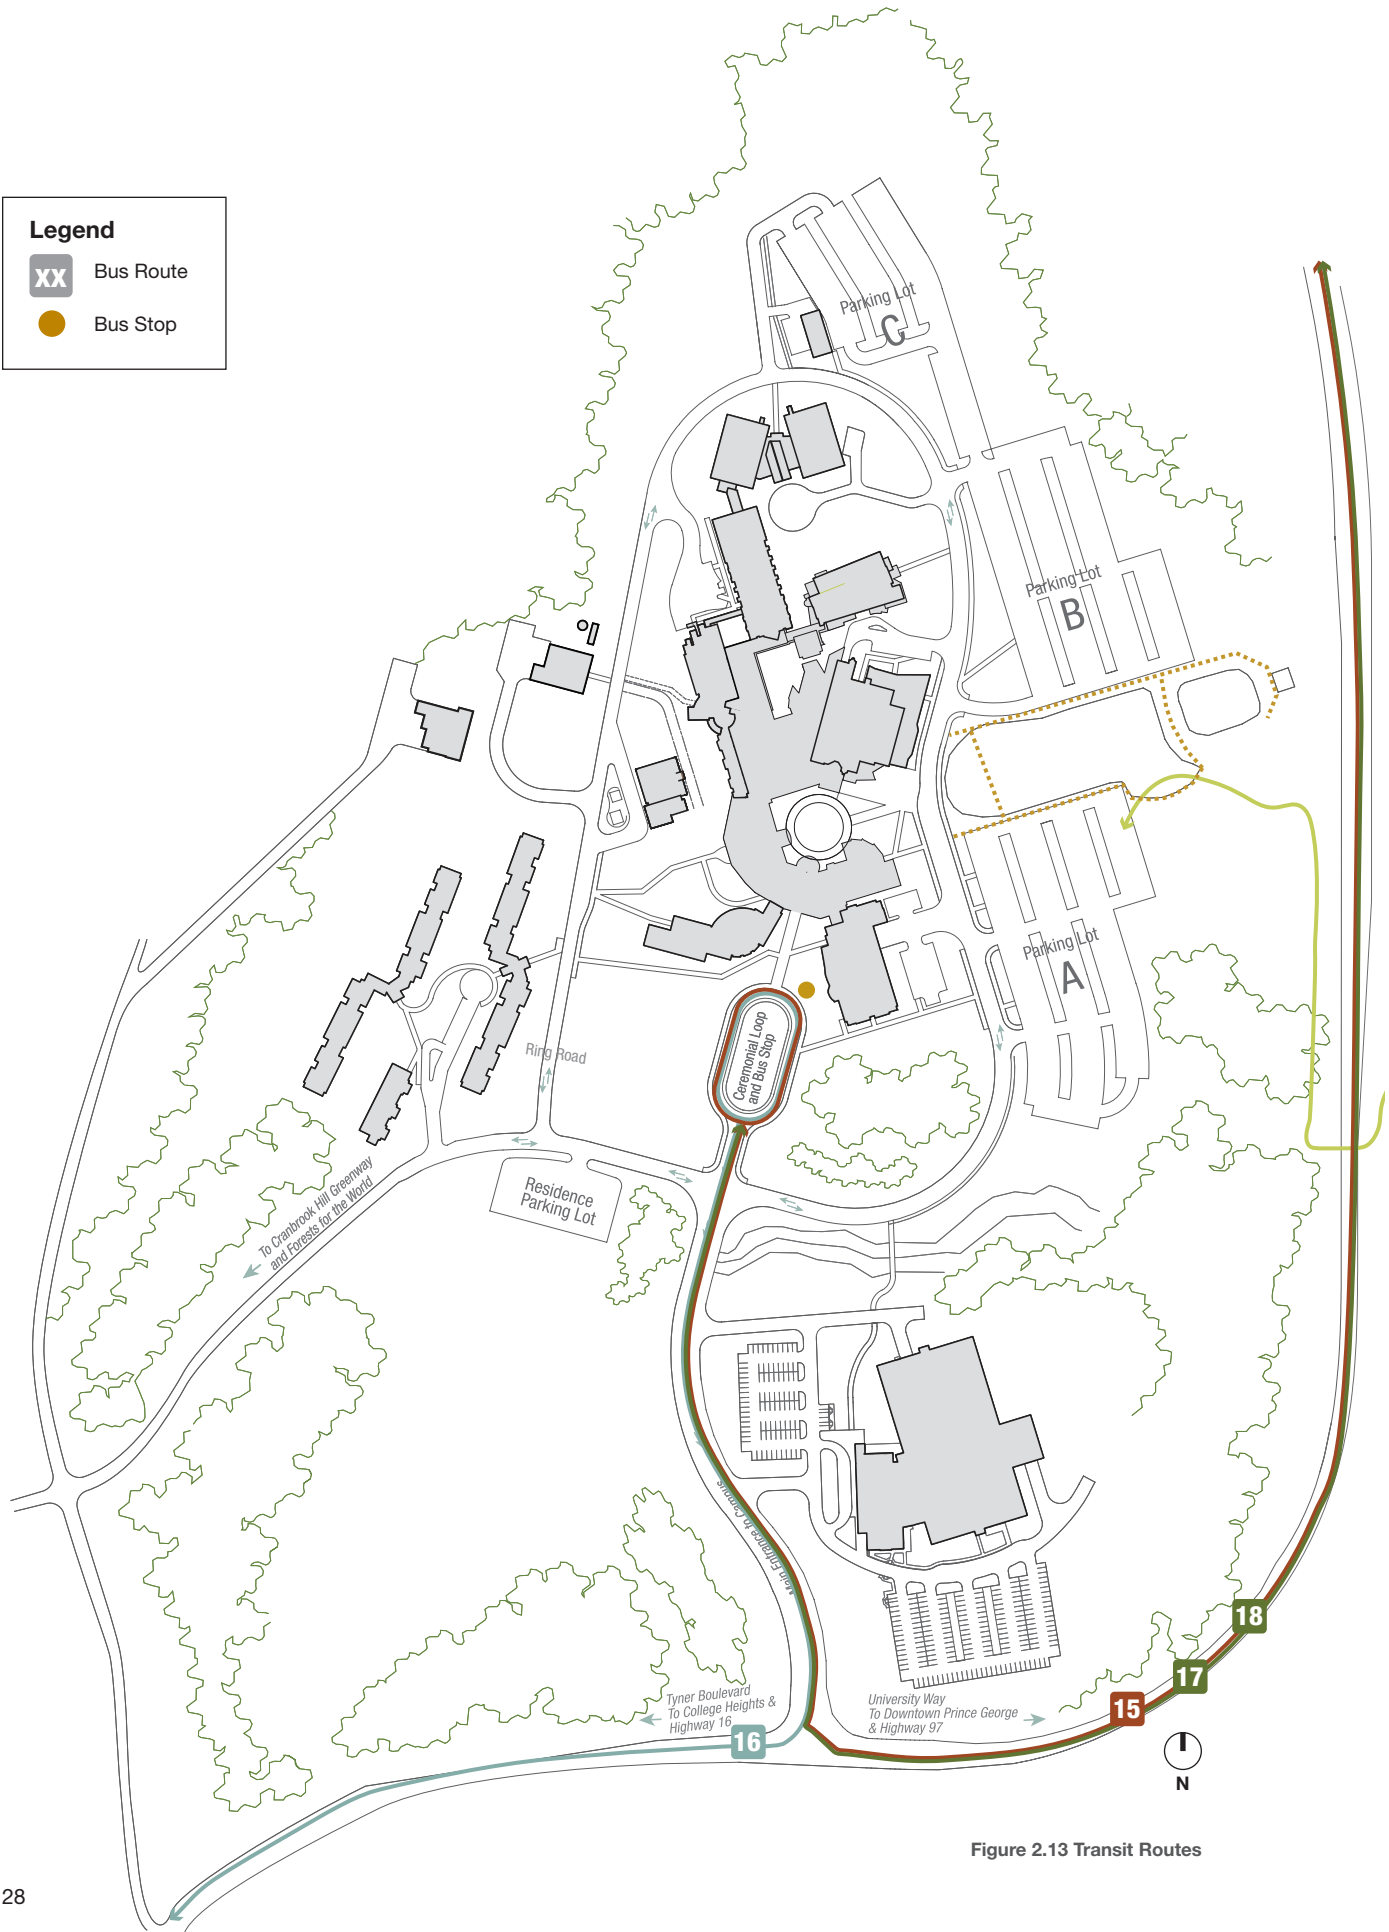 Legend
XX Bus Route
Bus Stop
Parking Lot
C
Parking Lot
B
Parking Lot
A
Ceremonial Loop
and Bus Stop
Ring Road
Residence
Parking Lot
To Cranbrook Hill Greenway
and Forests for the World
Main Entrance to Campus
18
17
15
16
Tyner Boulevard
To College Heights &
Highway 16
University Way
To Downtown Prince George
& Highway 97
N
Figure 2.13 Transit Routes
28